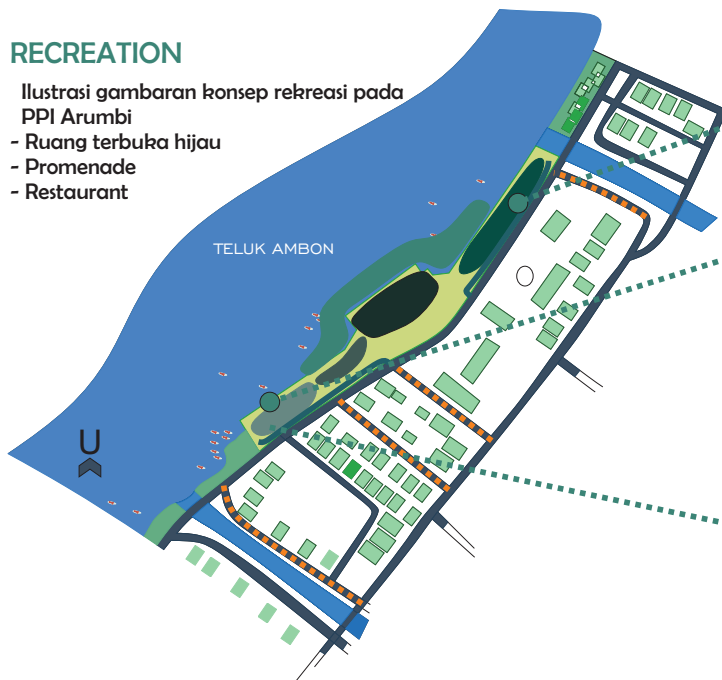 RECREATION
Ilustrasi gambaran konsep rekreasi pada
PPI Arumbi
- Ruang terbuka hijau
- Promenade
- Restaurant
TELUK AMBON
U